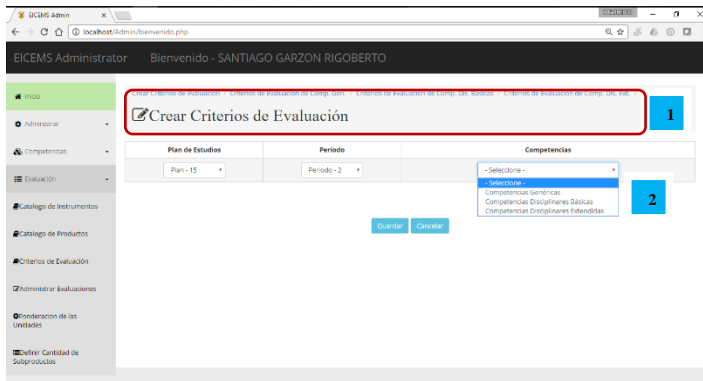 EICEMS Admin
localhost/Admin/bienvenido.php
EICEMS Administrator Bienvenido - SANTIAGO GARZON RIGOBERTO
Inicio
Administrar
Competencias
Evaluación
Catalogo de Instrumentos
Catalogo de Productos
Criterios de Evaluación
Administrar Evaluaciones
Ponderacion de las
Unidades
Definir Cantidad de
Subproductos
Crear Criterios de Evaluación / Criterios de Evaluación de Comp. Gen. / Criterios de Evaluación de Comp. Dis. Básicas / Criterios de Evaluación de Comp. Dis. Ext. /
Crear Criterios de Evaluación
1
Plan de Estudios Periodo Competencias
Plan - 15 Periodo - 2 - Seleccione -
- Seleccione -
Competencias Genéricas
Competencias Disciplinares Básicas
Competencias Disciplinares Extendidas
2
Guardar Cancelar